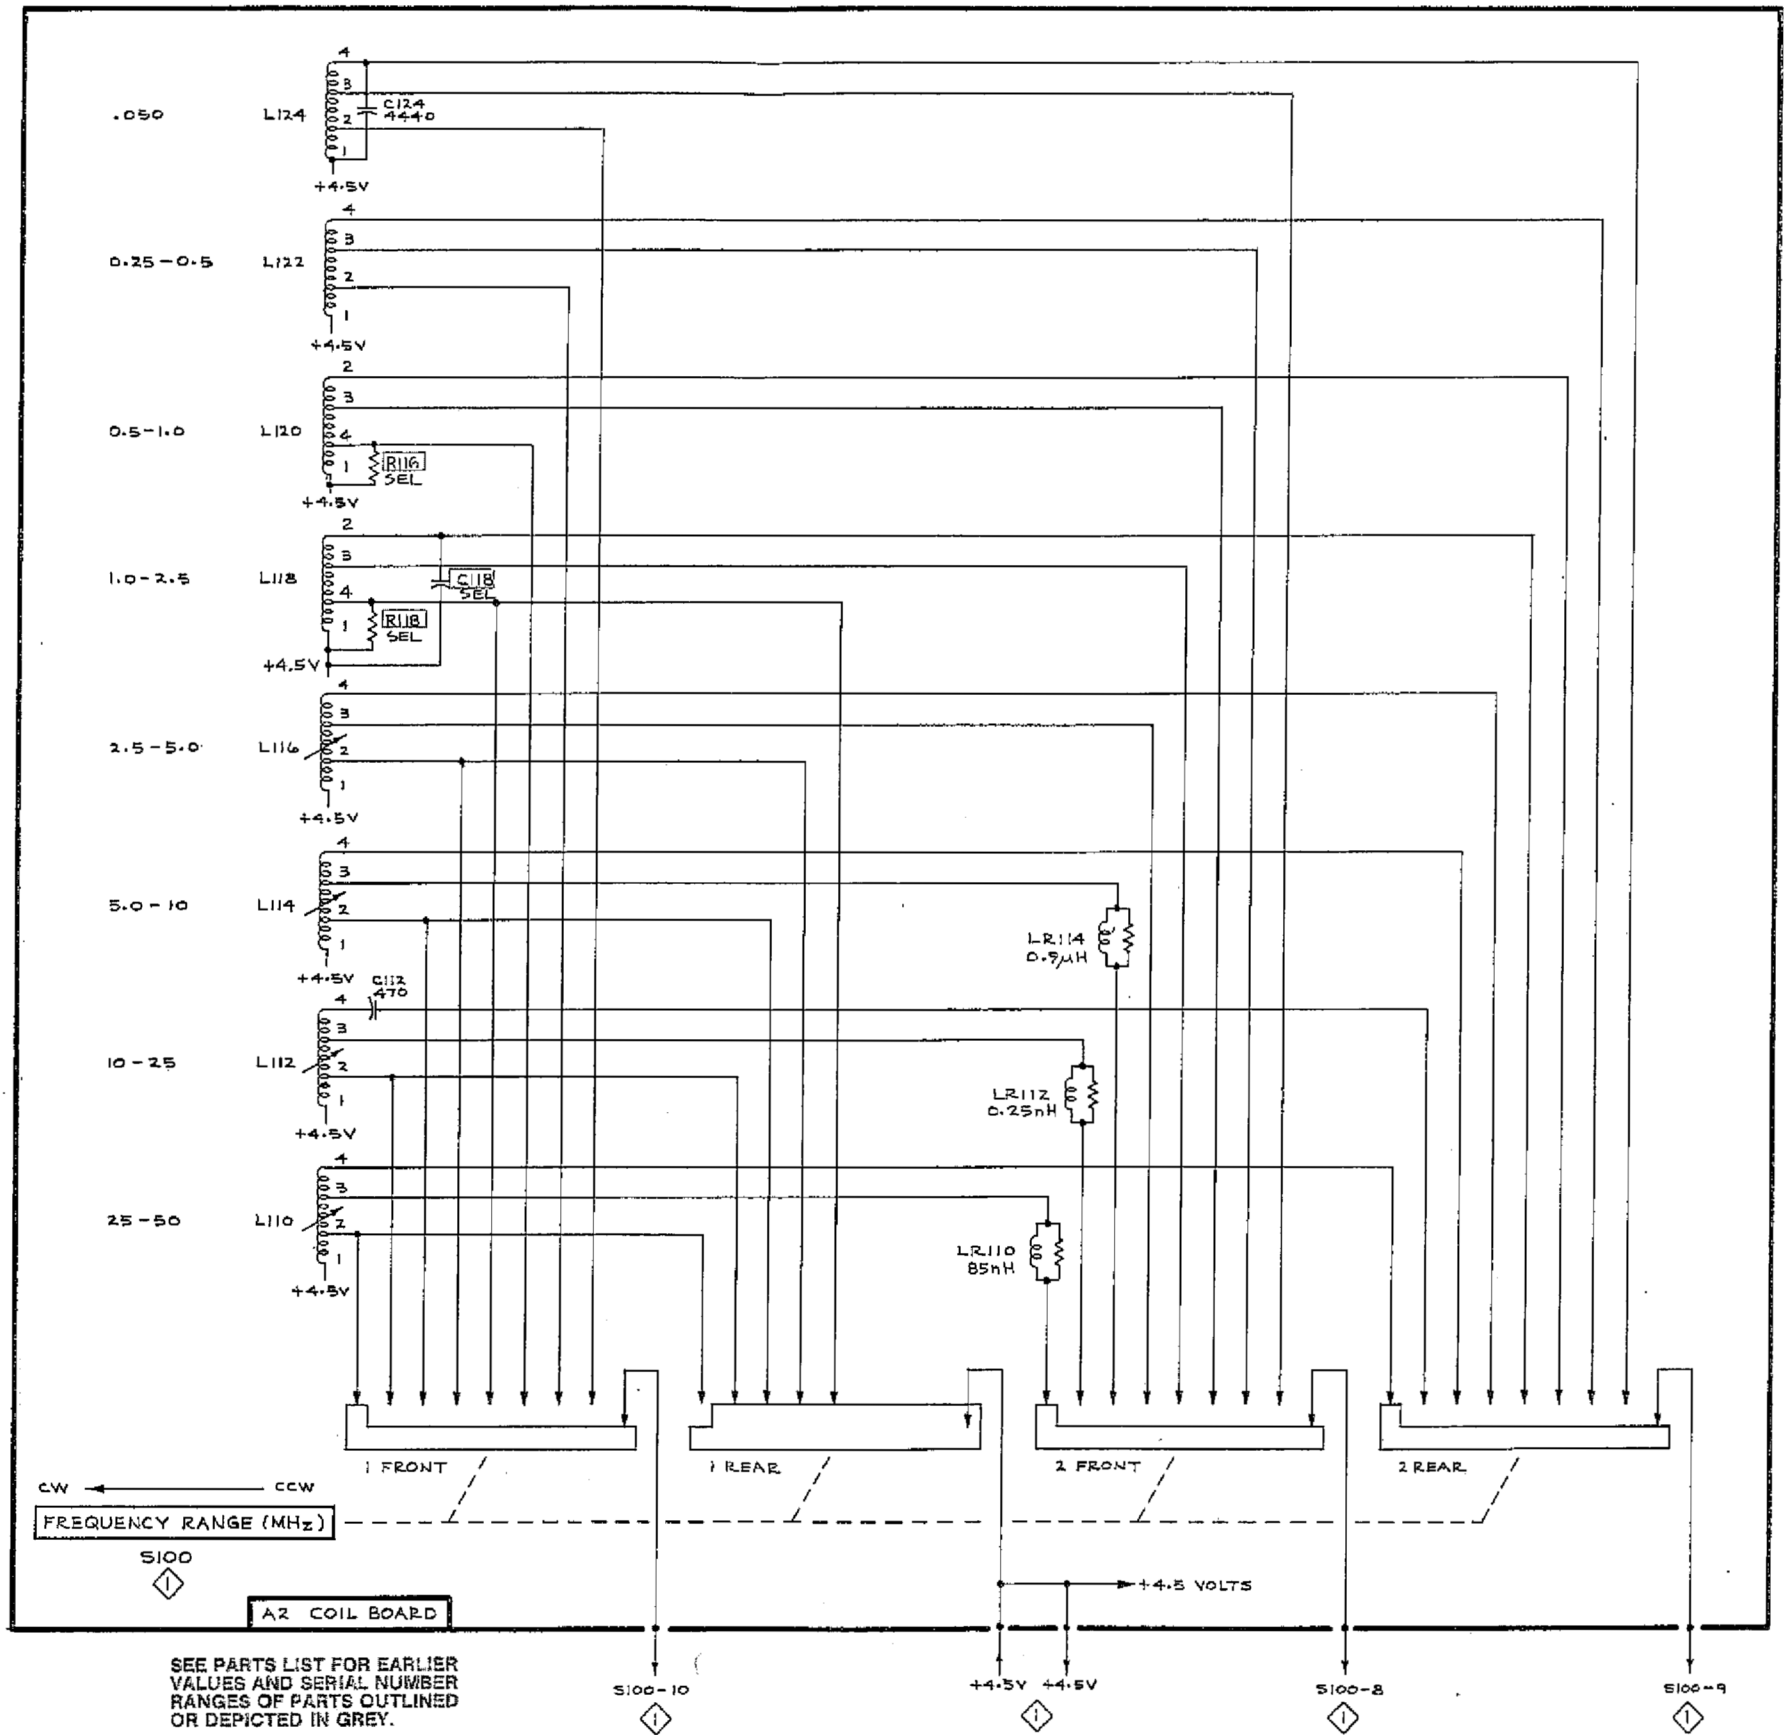 4
3
.050 L124 C124
4440
2
1
+4.5V
4
3
0.25-0.5 L122
2
1
+4.5V
2
3
0.5-1.0 L120
4
1 R116
SEL
+4.5V
2
3
1.0-2.5 L118 C118
SEL
4
1 R118
SEL
+4.5V
4
3
2.5-5.0 L116
2
1
+4.5V
4
3
5.0-10 L114
2
1
LR114
0.9μH
+4.5V
C112
470
4
3
10-25 L112
2
1
LR112
0.25nH
+4.5V
4
3
25-50 L110
2
1
LR110
85nH
+4.5V
1 FRONT 1 REAR 2 FRONT 2 REAR
CW CCW
FREQUENCY RANGE (MHz)
S100
1
+4.5 VOLTS
A2 COIL BOARD
SEE PARTS LIST FOR EARLIER
VALUES AND SERIAL NUMBER
RANGES OF PARTS OUTLINED
OR DEPICTED IN GREY.
S100-10 +4.5V +4.5V S100-8 S100-9
1 1 1 1